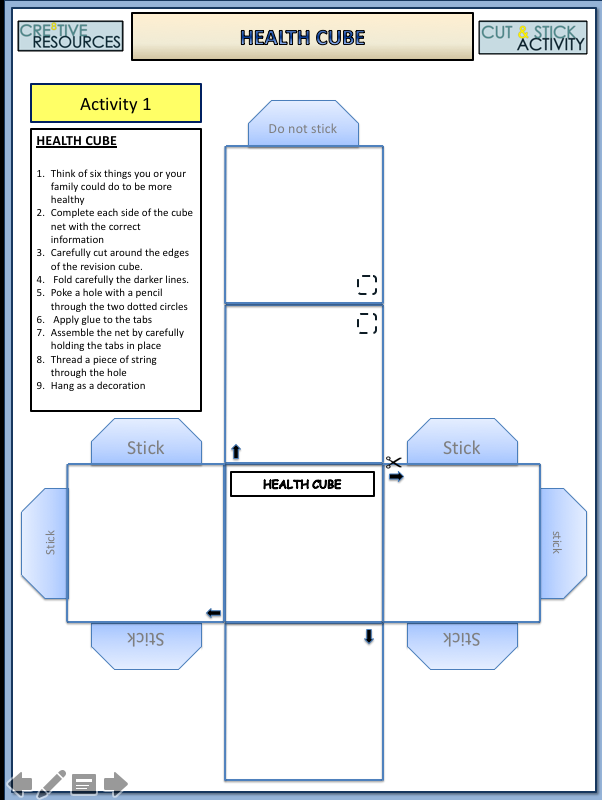 CRE&TIVE
RESOURCES
HEALTH CUBE
CUT & STICK
ACTIVITY
Activity 1
HEALTH CUBE
1. Think of six things you or your
family could do to be more
healthy
2. Complete each side of the cube
net with the correct
information
3. Carefully cut around the edges
of the revision cube.
4. Fold carefully the darker lines.
5. Poke a hole with a pencil
through the two dotted circles
6. Apply glue to the tabs
7. Assemble the net by carefully
holding the tabs in place
8. Thread a piece of string
through the hole
9. Hang as a decoration
Do not stick
Stick
Stick
HEALTH CUBE
Stick
stick
Stick
Stick